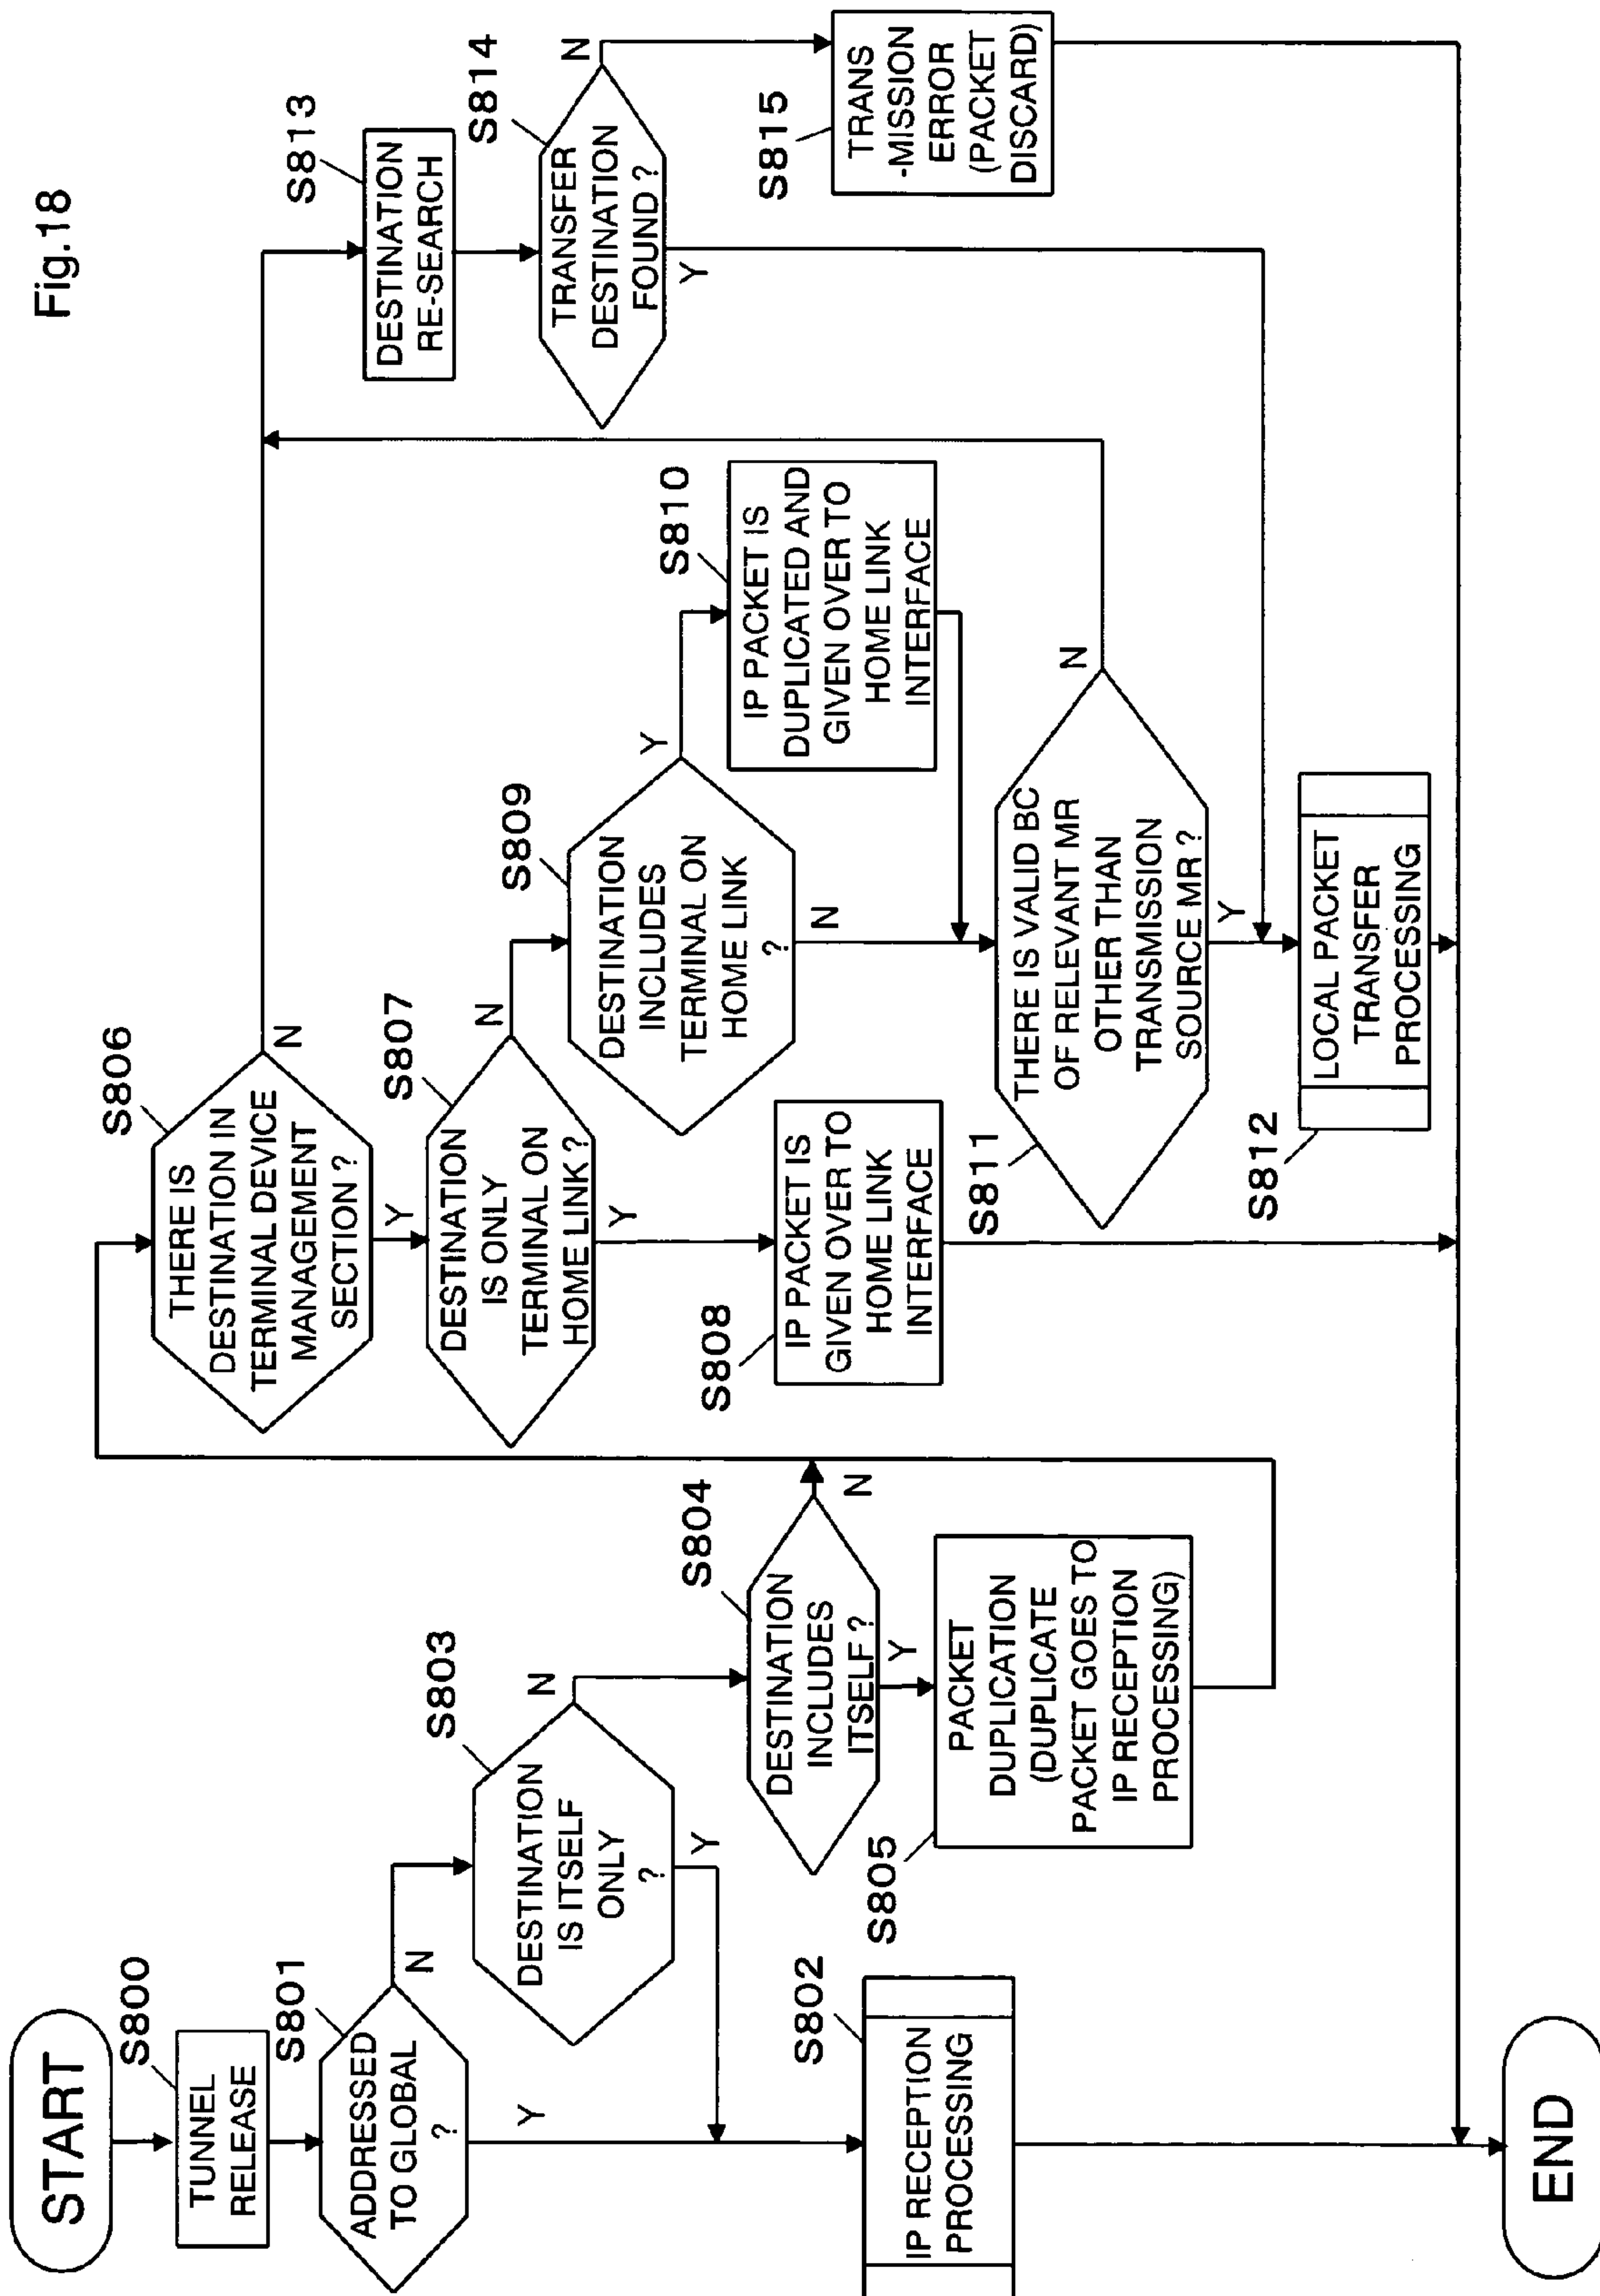 Fig.18
START
S800
TUNNEL
RELEASE
S801
ADDRESSED
TO GLOBAL
?
N
Y
S803
DESTINATION
IS ITSELF
ONLY
?
N
Y
S802
IP RECEPTION
PROCESSING
S804
DESTINATION
INCLUDES
ITSELF ?
N
Y
S805
PACKET
DUPLICATION
(DUPLICATE
PACKET GOES TO
IP RECEPTION
PROCESSING)
S806
THERE IS
DESTINATION IN
TERMINAL DEVICE
MANAGEMENT
SECTION ?
N
Y
S807
DESTINATION
IS ONLY
TERMINAL ON
HOME LINK ?
N
Y
S808
IP PACKET IS
GIVEN OVER TO
HOME LINK
INTERFACE
S809
DESTINATION
INCLUDES
TERMINAL ON
HOME LINK
?
Y
N
S810
IP PACKET IS
DUPLICATED AND
GIVEN OVER TO
HOME LINK
INTERFACE
S811
THERE IS VALID BC
OF RELEVANT MR
OTHER THAN
TRANSMISSION
SOURCE MR ?
N
Y
S812
LOCAL PACKET
TRANSFER
PROCESSING
S813
DESTINATION
RE-SEARCH
S814
TRANSFER
DESTINATION
FOUND ?
N
Y
S815
TRANS
-MISSION
ERROR
(PACKET
DISCARD)
END